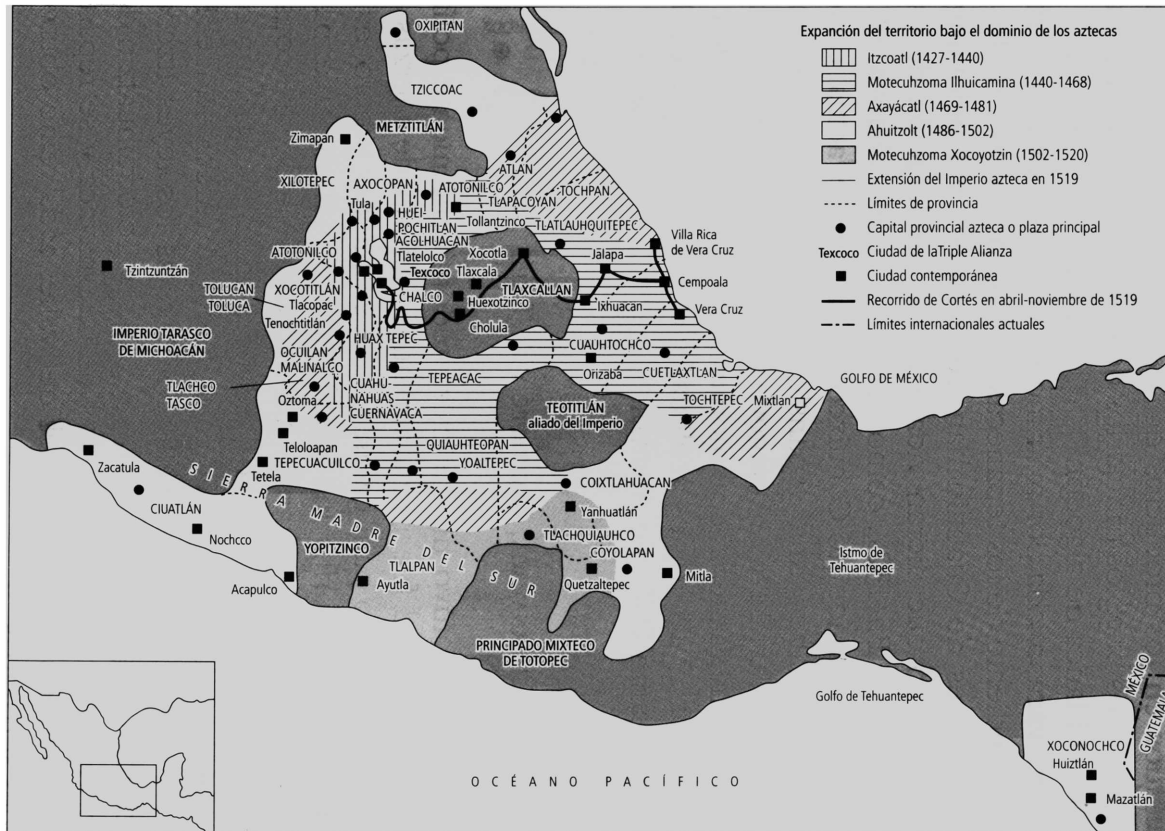 Expanción del territorio bajo el dominio de los aztecas
Itzcoatl (1427-1440)
Motecuhzoma Ilhuicamina (1440-1468)
Axayácatl (1469-1481)
Ahuitzolt (1486-1502)
Motecuhzoma Xocoyotzin (1502-1520)
Extensión del Imperio azteca en 1519
Límites de provincia
Capital provincial azteca o plaza principal
Texcoco Ciudad de laTriple Alianza
Ciudad contemporánea
Recorrido de Cortés en abril-noviembre de 1519
Límites internacionales actuales
OXIPITAN
TZICCOAC
METZTITLÁN
Zimapan
XILOTEPEC
AXOCOPAN
ATOTONILCO
ATLAN
TOCHPAN
TLAPACOYAN
Tula
HUEI-
POCHITLAN
Tollantzinco
TLATLAUHQUITEPEC
ACOLHUACAN
ATOTONILCO
Tlatelolco
Xocotla
Jalapa
Villa Rica
de Vera Cruz
Tzintzuntzán
XOCOTITLÁN
Texcoco
Tlaxcala
TLAXCALLAN
Cempoala
TOLUCAN
TOLUCA
Tlacopac
CHALCO
Huexotzinco
Ixhuacan
Vera Cruz
Tenochtitlán
Cholula
IMPERIO TARASCO
DE MICHOACÁN
HUAX TEPEC
CUAUHTOCHCO
OCUILAN
MALINALCO
TEPEACAC
Orizaba
CUETLAXTLAN
GOLFO DE MÉXICO
TLACHCO
TASCO
CUAHU-
NAHUAS
CUERNAVACA
Oztoma
TEOTITLÁN
aliado del Imperio
TOCHTEPEC
Mixtlan
Teloloapan
TEPECUACUILCO
QUIAUHTEOPAN
YOALTEPEC
Zacatula
Tetela
COIXTLAHUACAN
CIUATLÁN
SIERRA MADRE DEL SUR
Yanhuatlán
Nochcco
YOPITZINCO
TLACHQUIAUHCO
TLALPAN
COYOLAPAN
Istmo de
Tehuantepec
Acapulco
Ayutla
Quetzaltepec
Mitla
PRINCIPADO MIXTECO
DE TOTOPEC
Golfo de Tehuantepec
MÉXICO
GUATEMALA
XOCONOCHCO
Huiztlán
Mazatlán
OCÉANO PACÍFICO